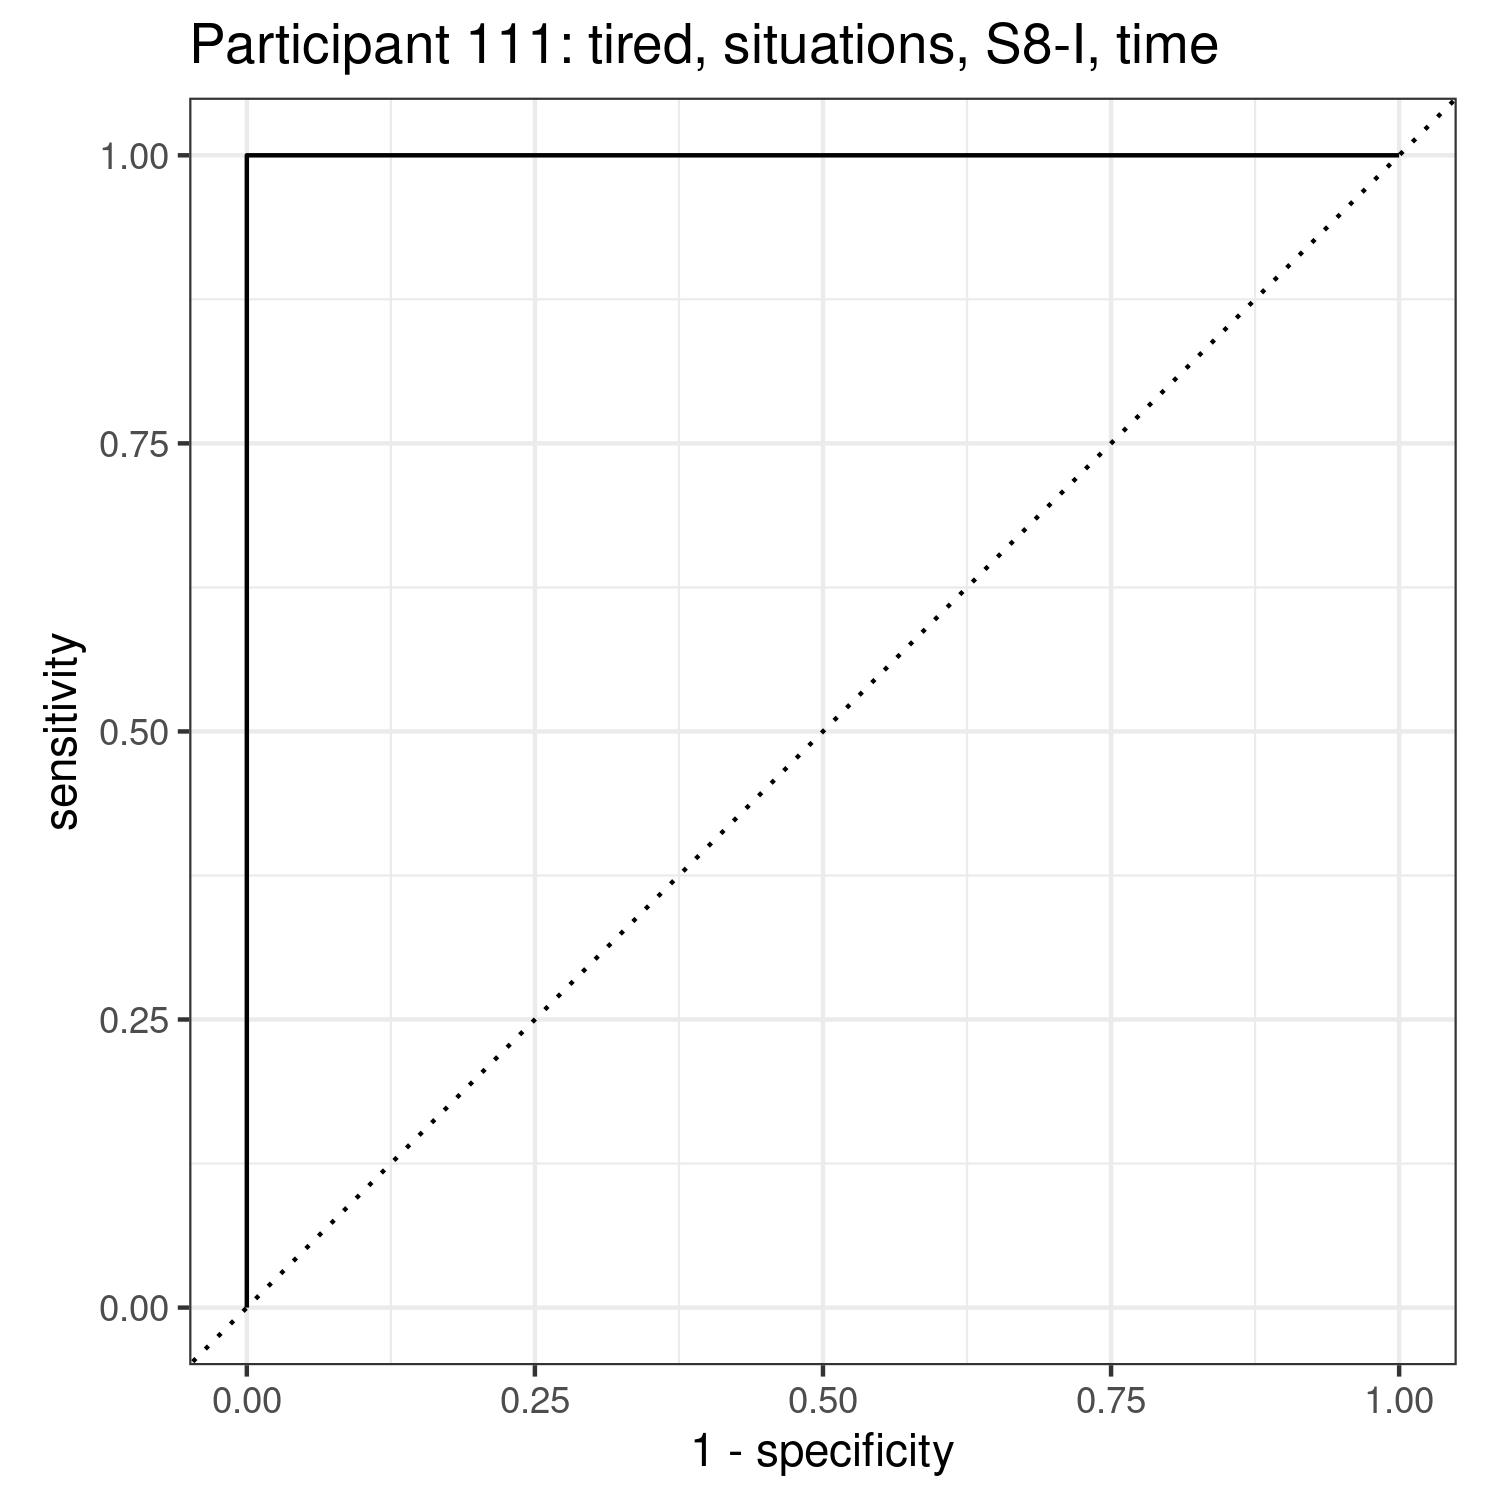 Participant 111: tired, situations, S8-I, time
1.00
0.75
0.50
0.25
0.00
sensitivity
0.00 0.25 0.50 0.75 1.00
1 - specificity